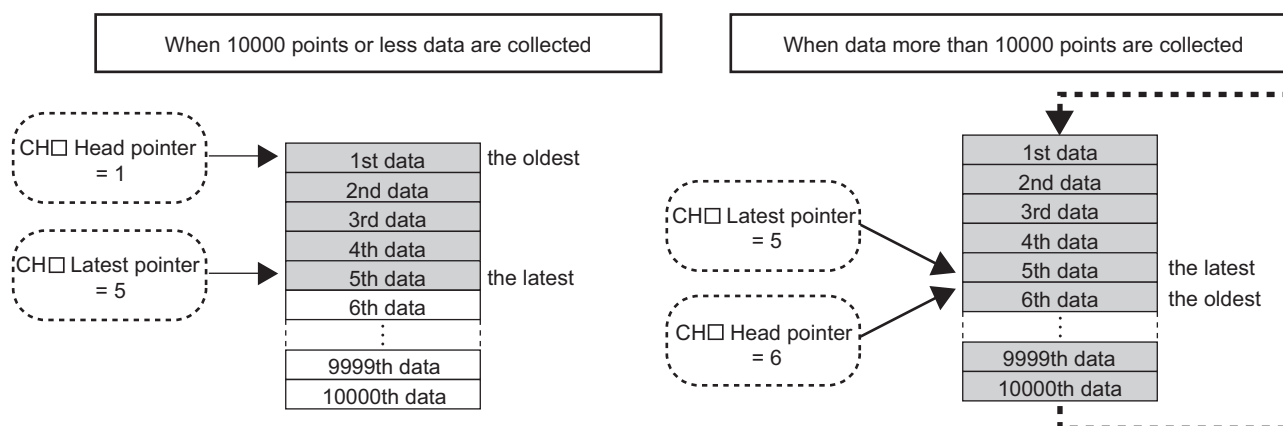 When 10000 points or less data are collected
CH□ Head pointer
= 1
1st data
the oldest
2nd data
3rd data
4th data
CH□ Latest pointer
= 5
5th data
the latest
6th data
9999th data
10000th data
When data more than 10000 points are collected
1st data
2nd data
3rd data
4th data
CH□ Latest pointer
= 5
5th data
the latest
6th data
the oldest
CH□ Head pointer
= 6
9999th data
10000th data